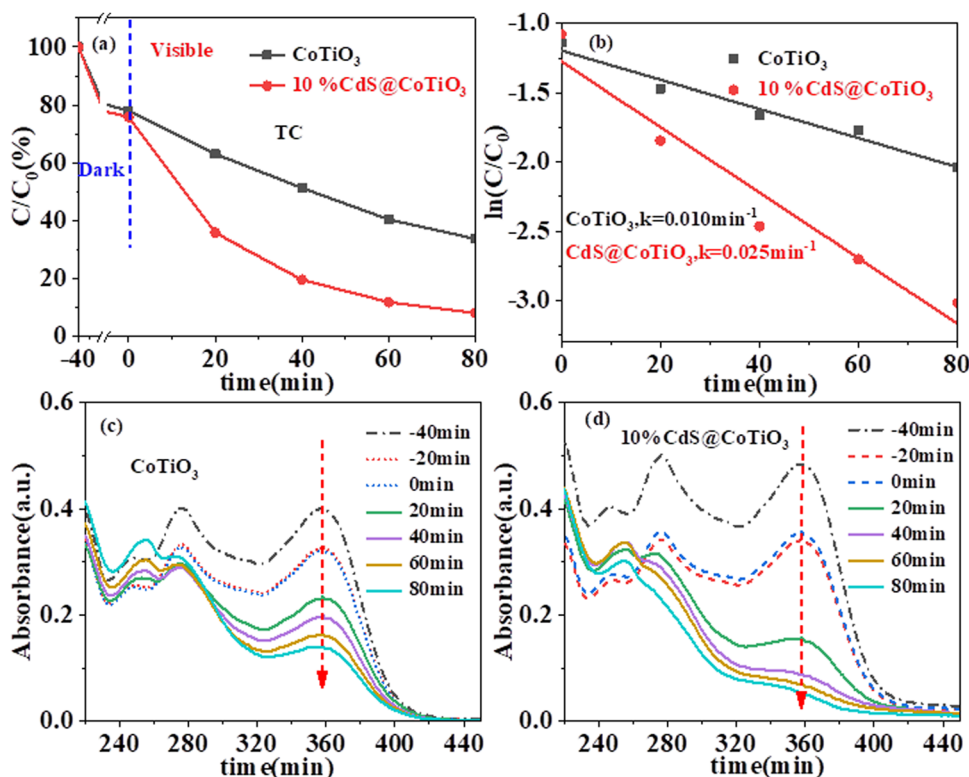 (a)
Visible
CoTiO₃
10 %CdS@CoTiO₃
TC
Dark
C/C₀(%)
100
80
60
40
20
0
-40 0 20 40 60 80
time(min)
(b)
CoTiO₃
10 %CdS@CoTiO₃
CoTiO₃,k=0.010min⁻¹
CdS@CoTiO₃,k=0.025min⁻¹
ln(C/C₀)
-1.0
-1.5
-2.0
-2.5
-3.0
0 20 40 60 80
time(min)
(c)
CoTiO₃
-40min
-20min
0min
20min
40min
60min
80min
Absorbance(a.u.)
0.6
0.4
0.2
0.0
240 280 320 360 400 440
time(min)
(d)
10%CdS@CoTiO₃
-40min
-20min
0min
20min
40min
60min
80min
Absorbance(a.u.)
0.6
0.4
0.2
0.0
240 280 320 360 400 440
time(min)